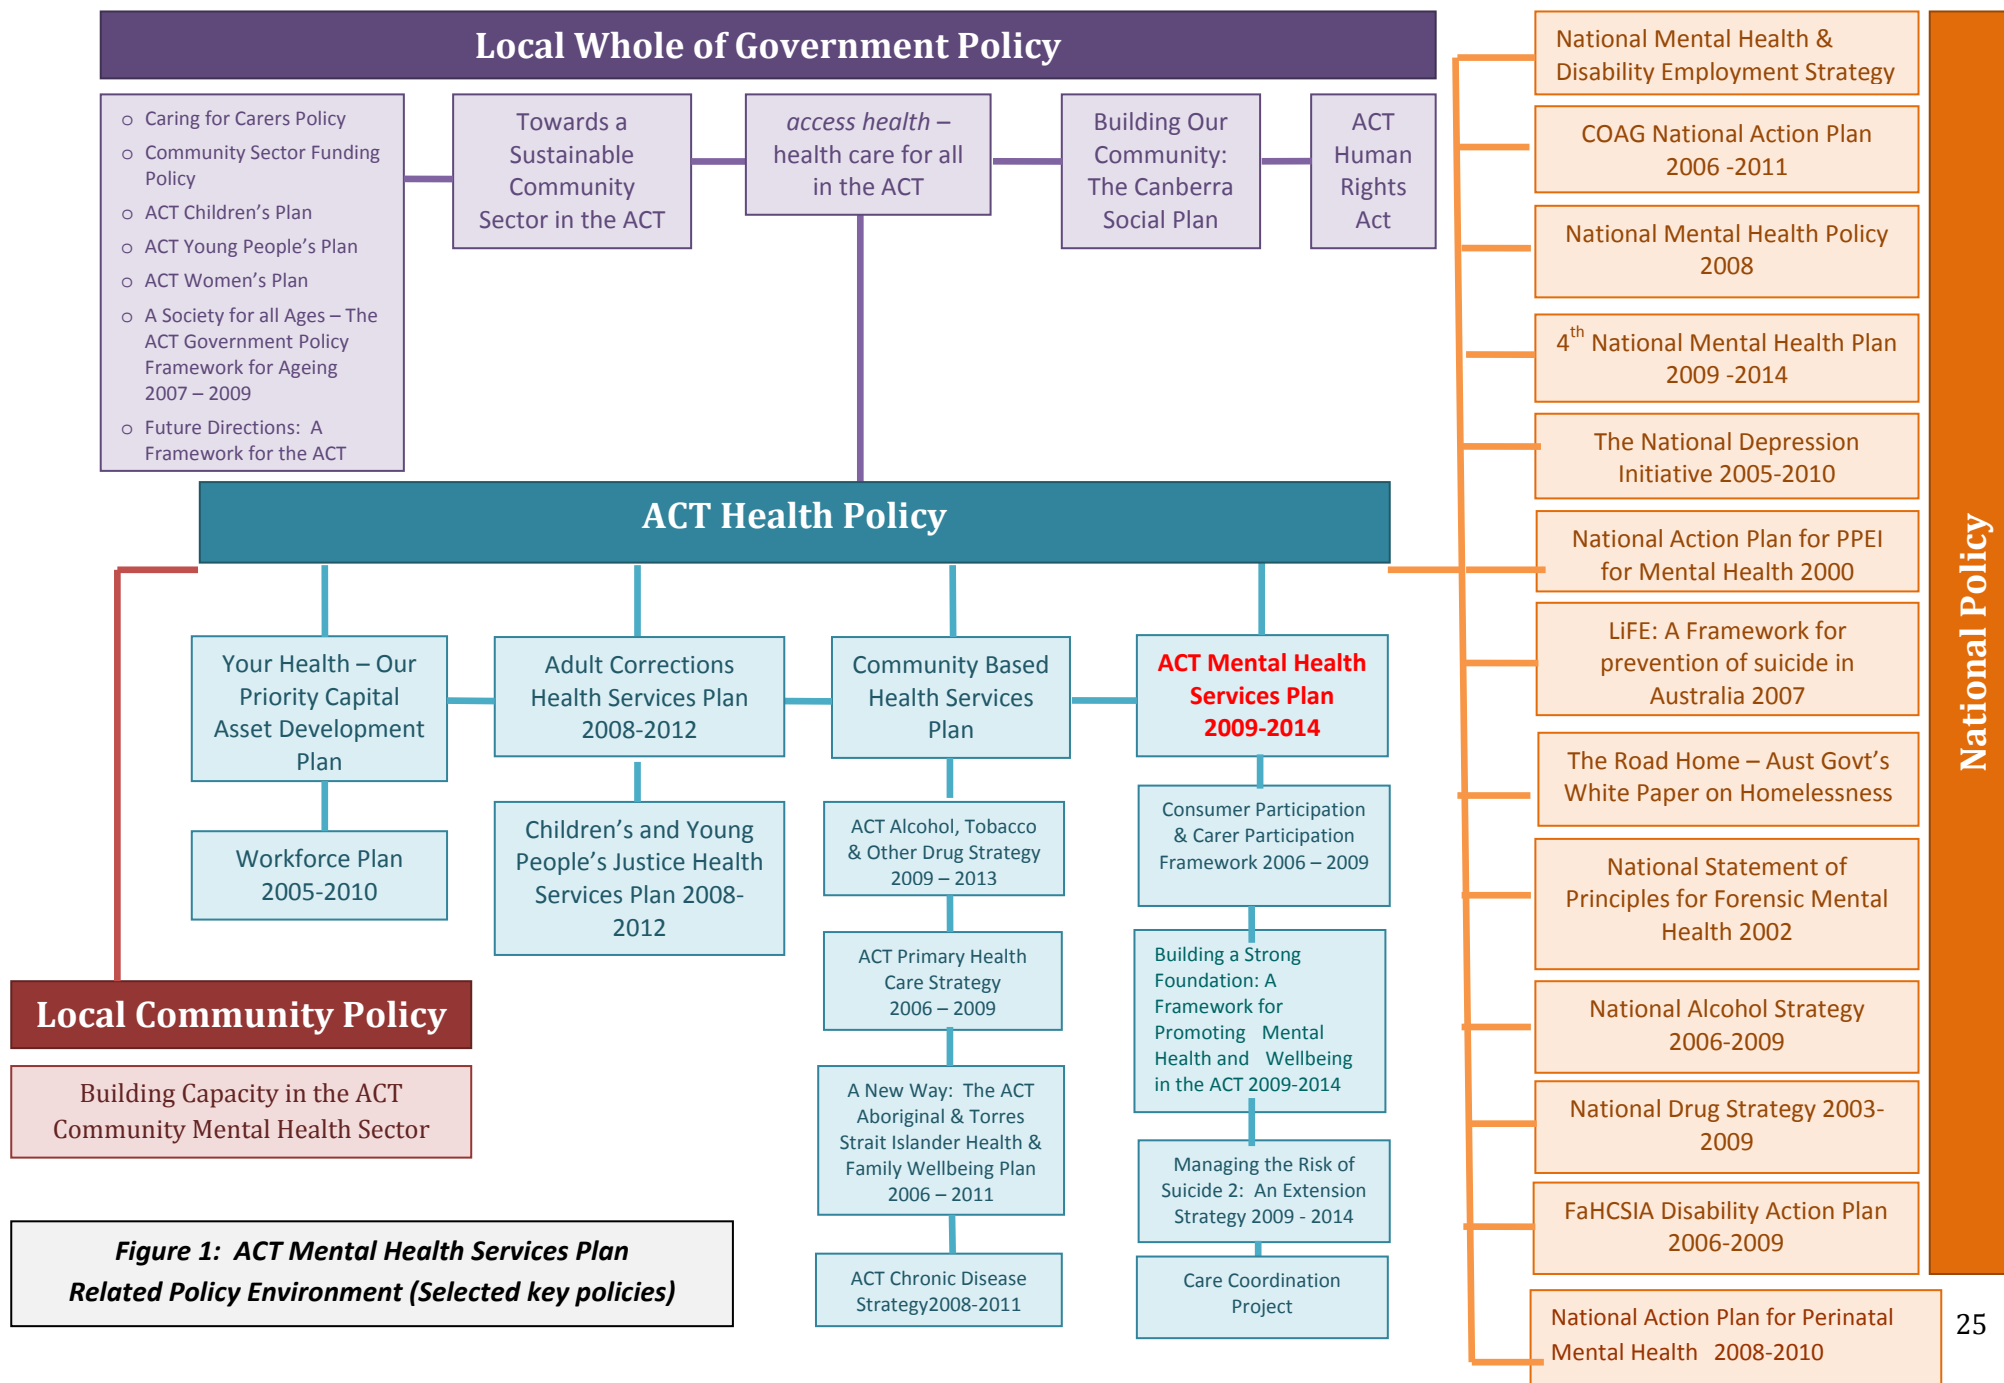 Local Whole of Government Policy
o Caring for Carers Policy
o Community Sector Funding
Policy
o ACT Children’s Plan
o ACT Young People’s Plan
o ACT Women’s Plan
o A Society for all Ages – The
ACT Government Policy
Framework for Ageing
2007 – 2009
o Future Directions: A
Framework for the ACT
Towards a
Sustainable
Community
Sector in the ACT
access health –
health care for all
in the ACT
Building Our
Community:
The Canberra
Social Plan
ACT
Human
Rights
Act
ACT Health Policy
Your Health – Our
Priority Capital
Asset Development
Plan
Workforce Plan
2005-2010
Adult Corrections
Health Services Plan
2008-2012
Children’s and Young
People’s Justice Health
Services Plan 2008-
2012
Community Based
Health Services
Plan
ACT Alcohol, Tobacco
& Other Drug Strategy
2009 – 2013
ACT Primary Health
Care Strategy
2006 – 2009
A New Way: The ACT
Aboriginal & Torres
Strait Islander Health &
Family Wellbeing Plan
2006 – 2011
ACT Chronic Disease
Strategy2008-2011
ACT Mental Health
Services Plan
2009-2014
Consumer Participation
& Carer Participation
Framework 2006 – 2009
Building a Strong
Foundation: A
Framework for
Promoting Mental
Health and Wellbeing
in the ACT 2009-2014
Managing the Risk of
Suicide 2: An Extension
Strategy 2009 - 2014
Care Coordination
Project
Local Community Policy
Building Capacity in the ACT
Community Mental Health Sector
Figure 1: ACT Mental Health Services Plan
Related Policy Environment (Selected key policies)
National Policy
National Mental Health &
Disability Employment Strategy
COAG National Action Plan
2006 -2011
National Mental Health Policy
2008
4th National Mental Health Plan
2009 -2014
The National Depression
Initiative 2005-2010
National Action Plan for PPEI
for Mental Health 2000
LiFE: A Framework for
prevention of suicide in
Australia 2007
The Road Home – Aust Govt’s
White Paper on Homelessness
National Statement of
Principles for Forensic Mental
Health 2002
National Alcohol Strategy
2006-2009
National Drug Strategy 2003-
2009
FaHCSIA Disability Action Plan
2006-2009
National Action Plan for Perinatal
Mental Health 2008-2010
25